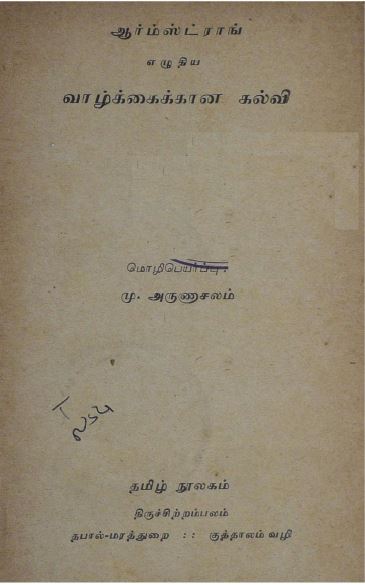 ஆர்ம்ஸ்ட்ராங்
எழுதிய
வாழ்க்கைக்கான கல்வி
மொழிபெயர்ப்பு :
மு. அருணாசலம்
தமிழ் நூலகம்
திருச்சிற்றம்பலம்
தபால்-மரத்துறை :: குத்தாலம் வழி